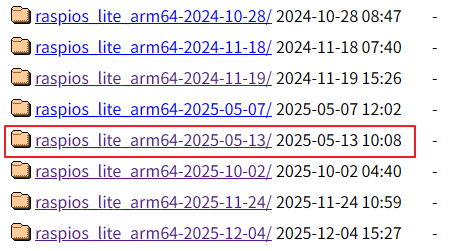 raspios_lite_arm64-2024-10-28/ 2024-10-28 08:47 -
raspios_lite_arm64-2024-11-18/ 2024-11-18 07:40 -
raspios_lite_arm64-2024-11-19/ 2024-11-19 15:26 -
raspios_lite_arm64-2025-05-07/ 2025-05-07 12:02 -
raspios_lite_arm64-2025-05-13/ 2025-05-13 10:08 -
raspios_lite_arm64-2025-10-02/ 2025-10-02 04:40 -
raspios_lite_arm64-2025-11-24/ 2025-11-24 10:59 -
raspios_lite_arm64-2025-12-04/ 2025-12-04 15:27 -